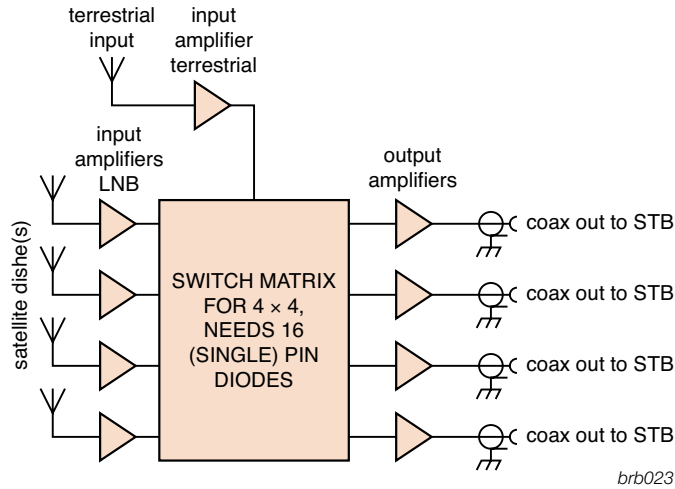 terrestrial
input
input
amplifier
terrestrial
input
amplifiers
LNB
output
amplifiers
satellite dishe(s)
SWITCH MATRIX
FOR 4 × 4,
NEEDS 16
(SINGLE) PIN
DIODES
coax out to STB
coax out to STB
coax out to STB
coax out to STB
brb023